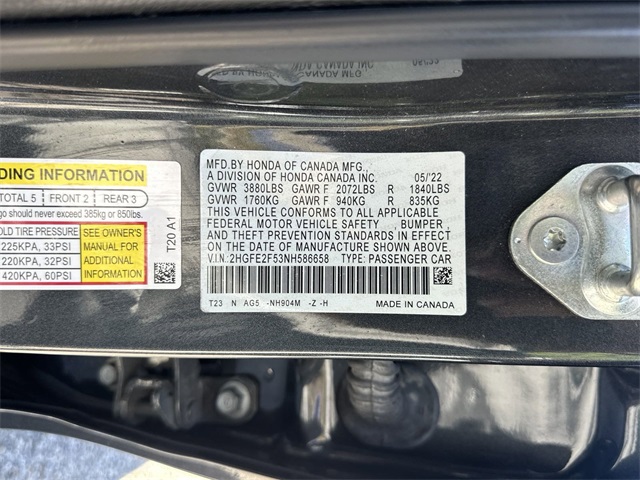 DING INFORMATION
OTAL 5 FRONT 2 REAR 3
go should never exceed 385kg or 850lbs.
OLD TIRE PRESSURE
225KPA, 33PSI
220KPA, 32PSI
420KPA, 60PSI
SEE OWNER'S
MANUAL FOR
ADDITIONAL
INFORMATION
T20 A1
MFD.BY HONDA OF CANADA MFG.,
A DIVISION OF HONDA CANADA INC. 05/'22
GVWR 3880LBS GAWR F 2072LBS R 1840LBS
GVWR 1760KG GAWR F 940KG R 835KG
THIS VEHICLE CONFORMS TO ALL APPLICABLE
FEDERAL MOTOR VEHICLE SAFETY , BUMPER ,
AND THEFT PREVENTION STANDARDS IN EFFECT ON
THE DATE OF MANUFACTURE SHOWN ABOVE.
V.I.N: 2HGFE2F53NH586658 TYPE: PASSENGER CAR
T23 N AG5 -NH904M -Z -H MADE IN CANADA